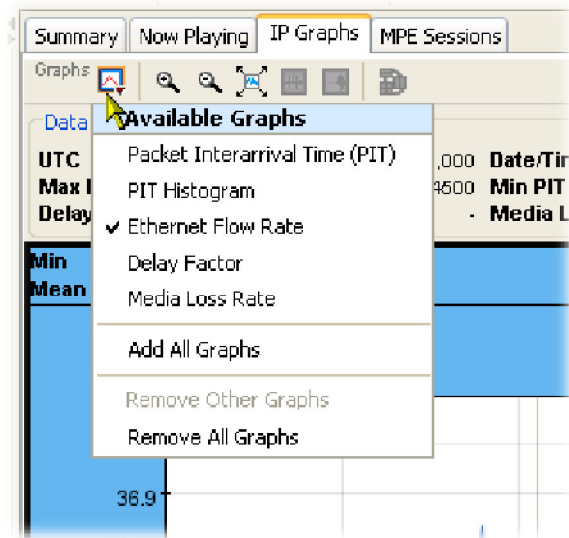 Summary Now Playing IP Graphs MPE Sessions
Graphs
Data
Available Graphs
UTC ,000 Date/Tir
Packet Interarrival Time (PIT)
Max 4500 Min PIT
PIT Histogram
Delay - Media L
Ethernet Flow Rate
Min
Delay Factor
Mean
Media Loss Rate
Add All Graphs
Remove Other Graphs
Remove All Graphs
36.9